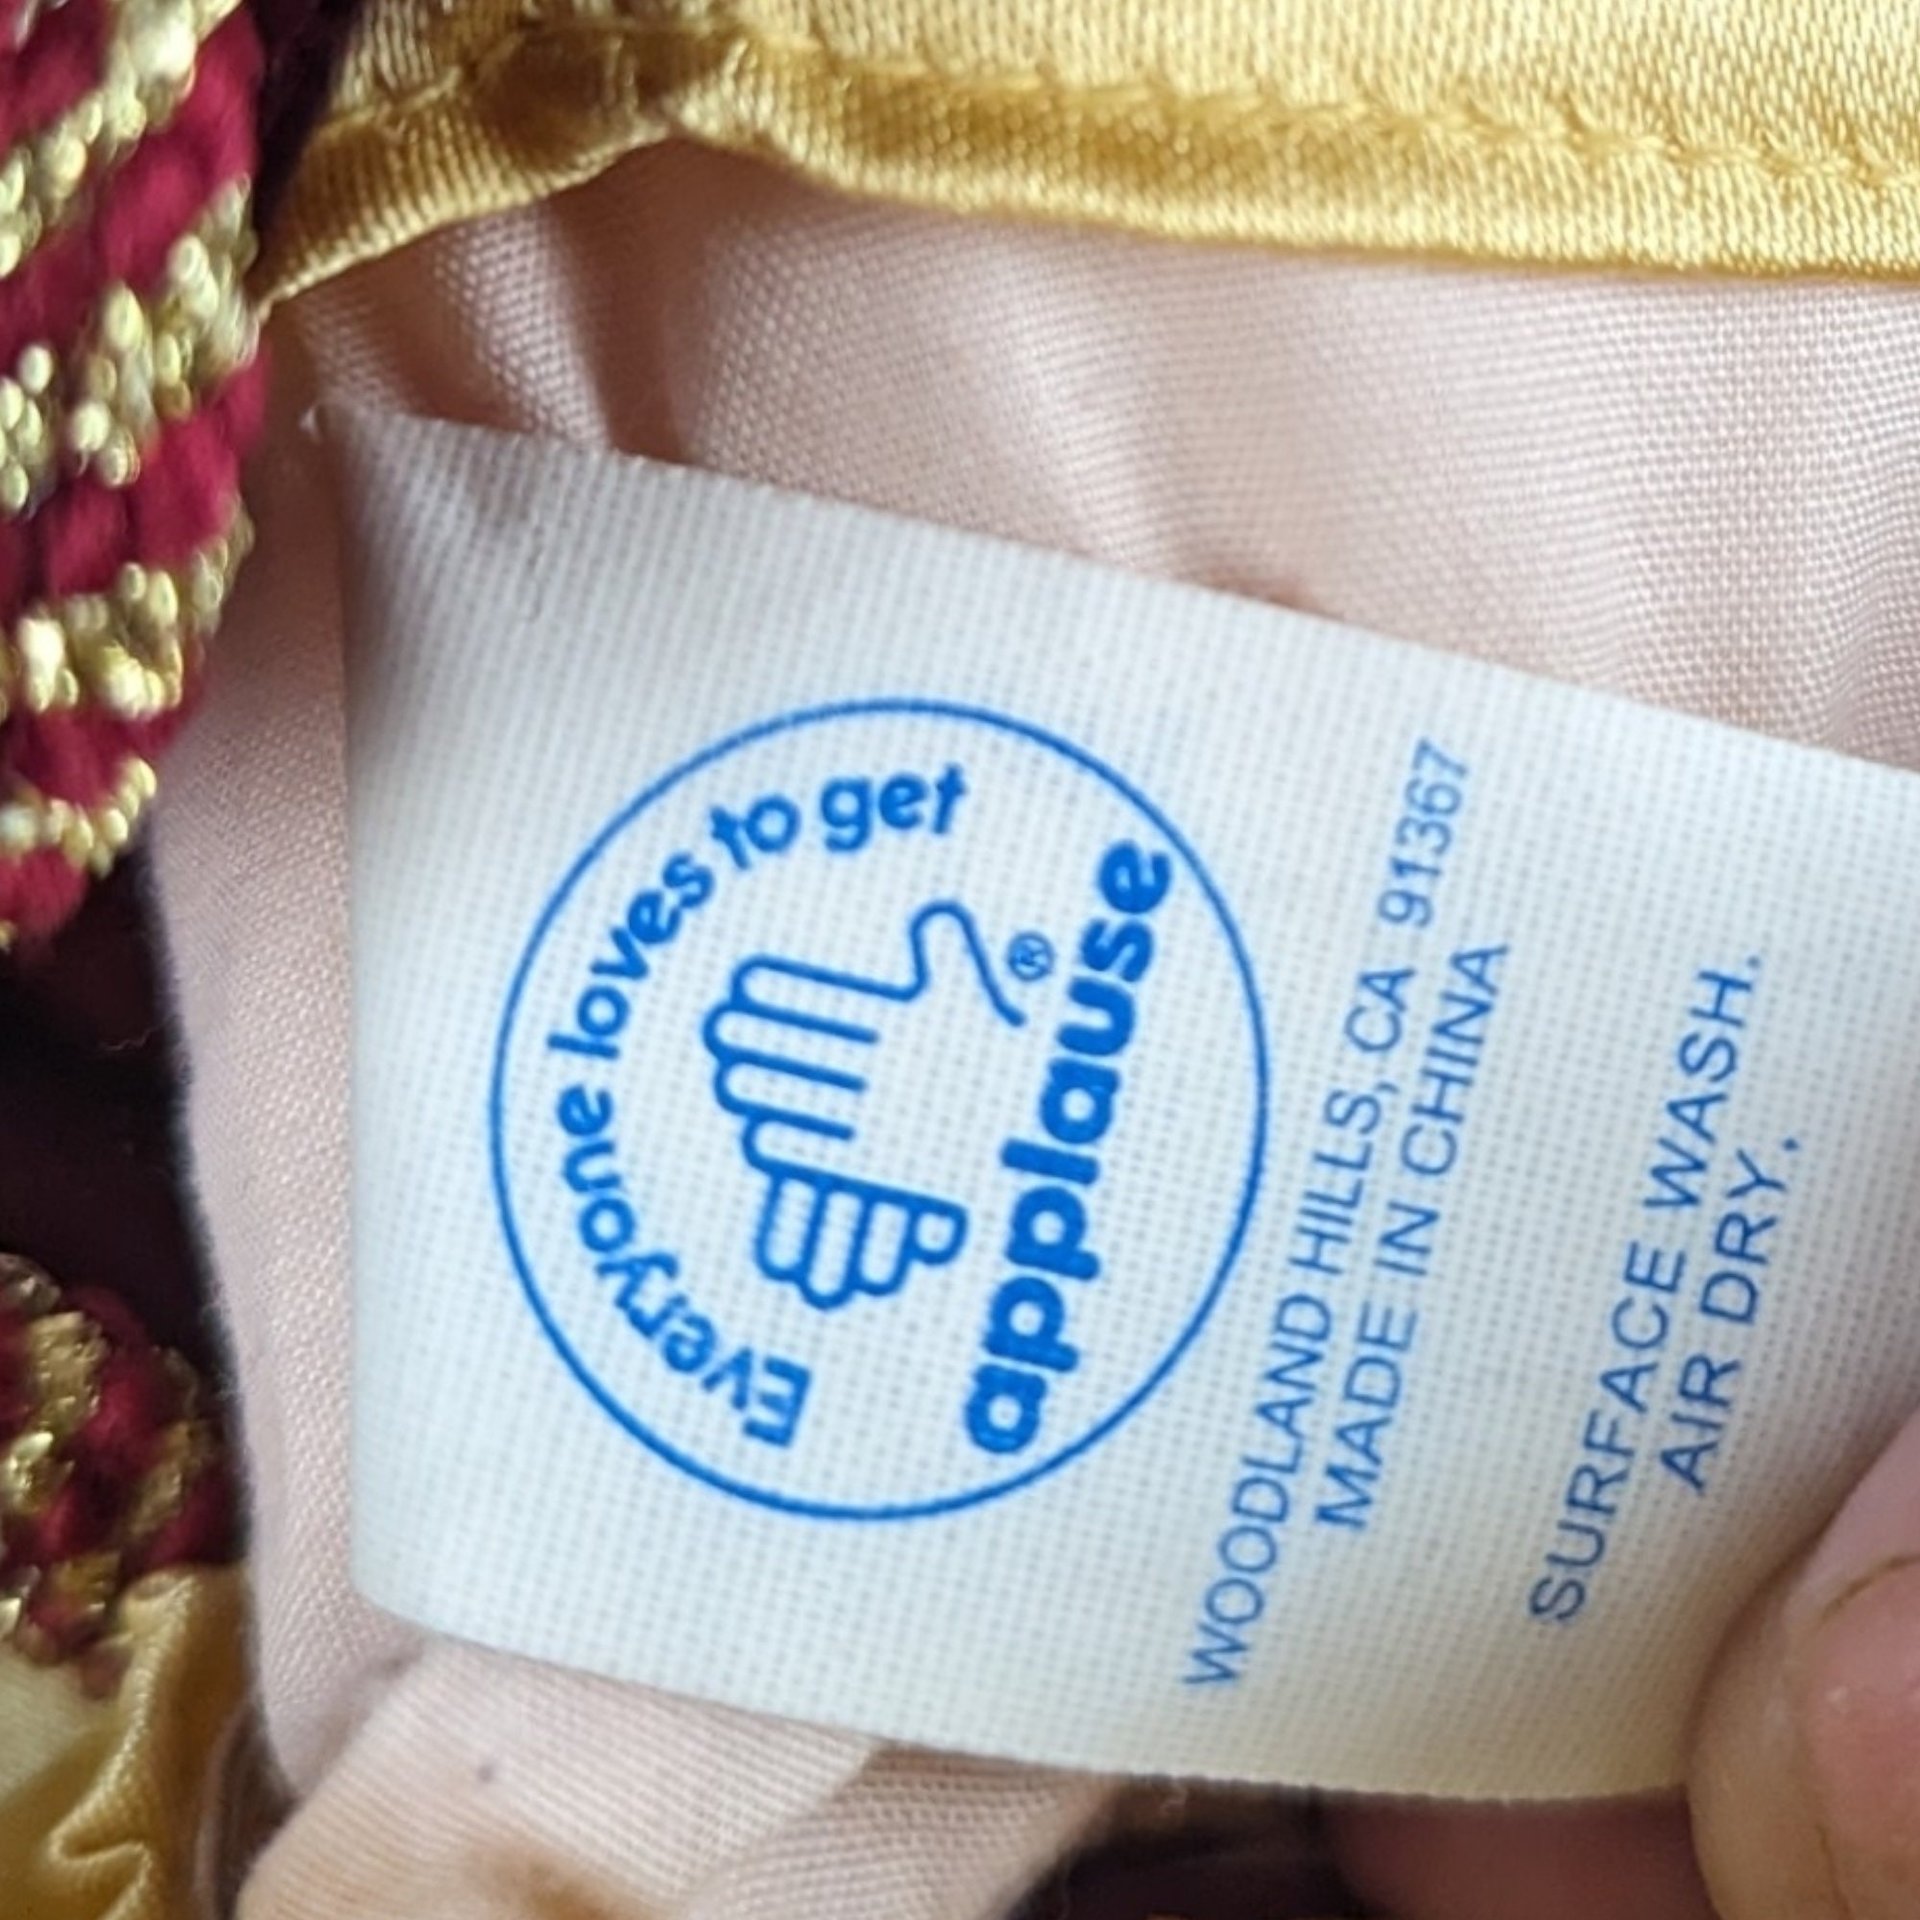 Everyone loves to get
®
applause
WOODLAND HILLS, CA 91367
MADE IN CHINA
SURFACE WASH.
AIR DRY.